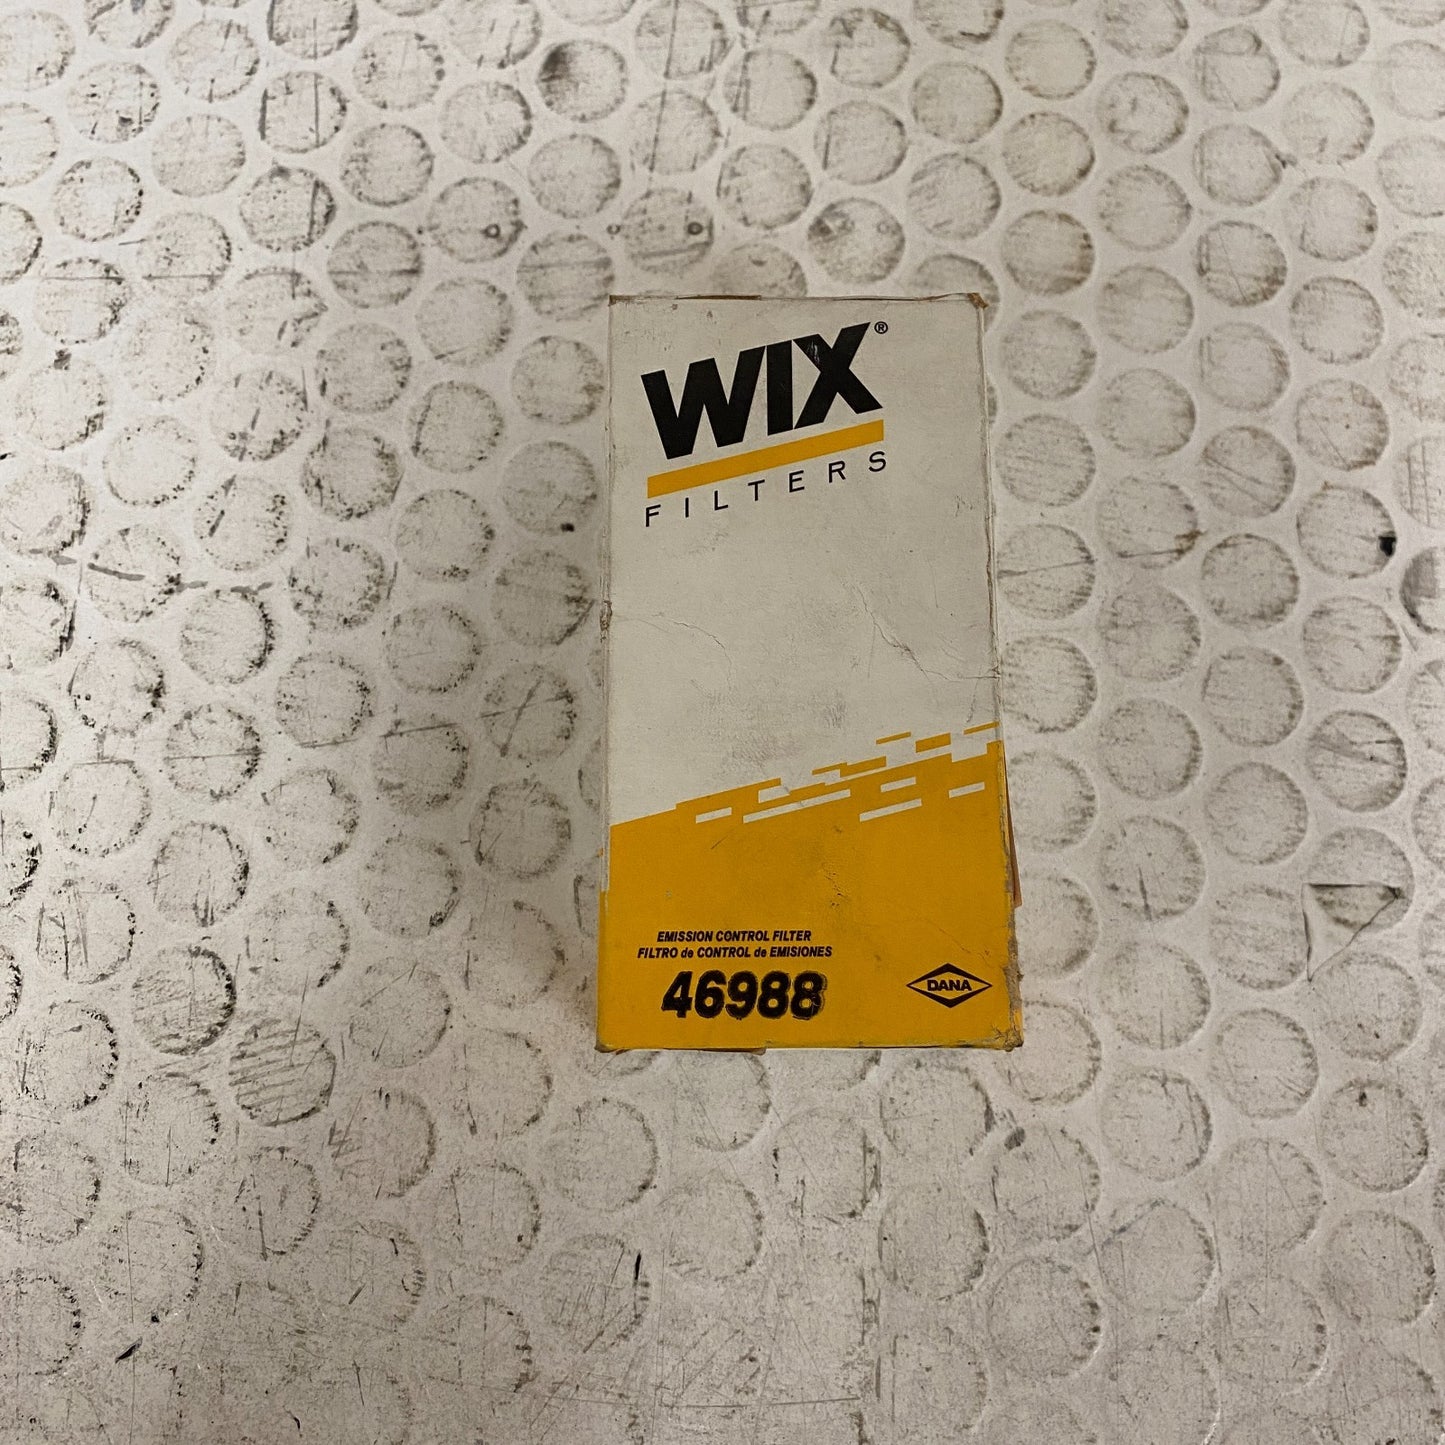 WIX®
FILTERS
EMISSION CONTROL FILTER
FILTRO de CONTROL de EMISIONES
46988
DANA